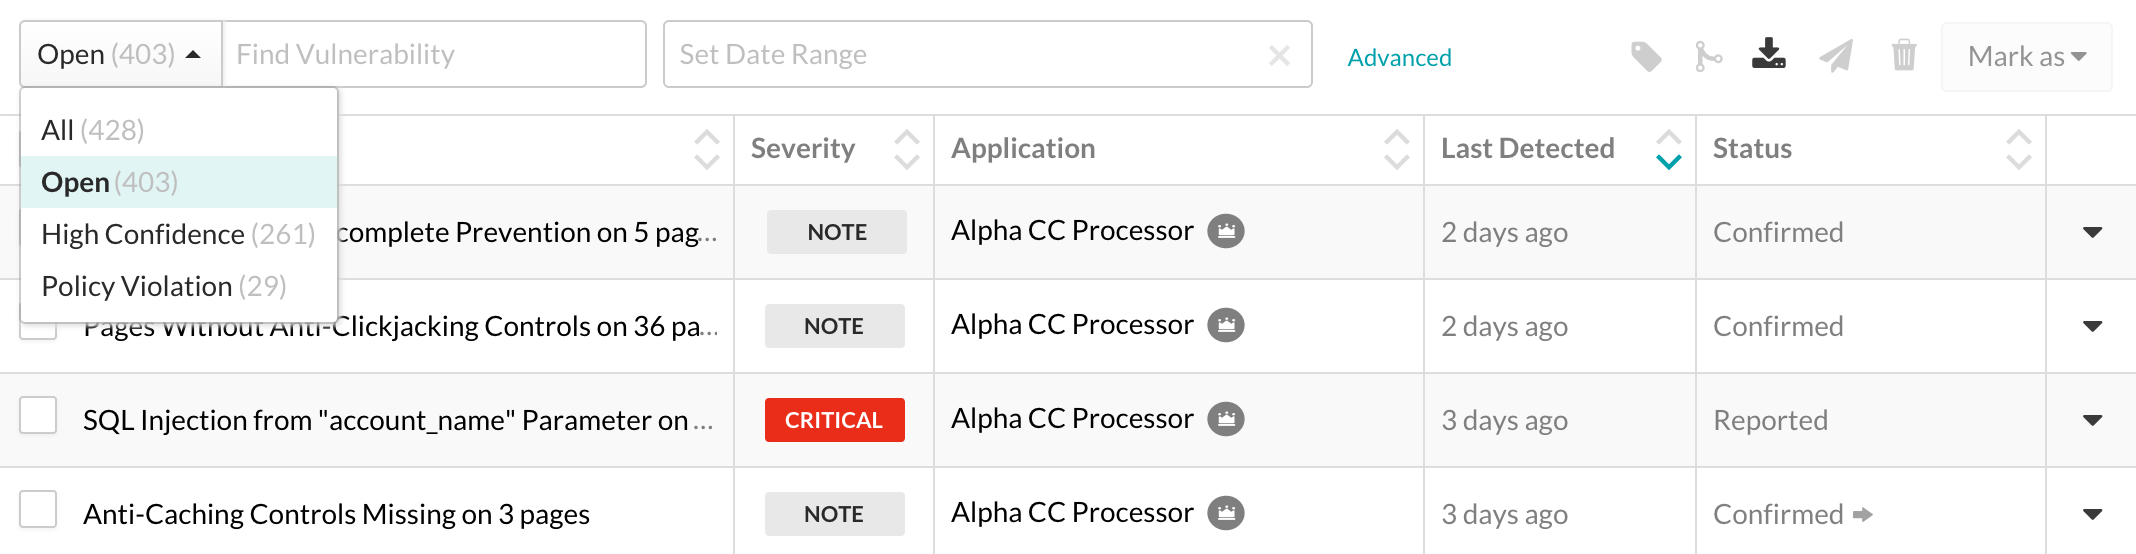 Open (403) Find Vulnerability Set Date Range Advanced Mark as
All (428)
Open (403)
High Confidence (261)
Policy Violation (29)
Severity Application Last Detected Status
complete Prevention on 5 pag... NOTE Alpha CC Processor 2 days ago Confirmed
Pages Without Anti-Clickjacking Controls on 36 pa... NOTE Alpha CC Processor 2 days ago Confirmed
SQL Injection from "account_name" Parameter on ... CRITICAL Alpha CC Processor 3 days ago Reported
Anti-Caching Controls Missing on 3 pages NOTE Alpha CC Processor 3 days ago Confirmed